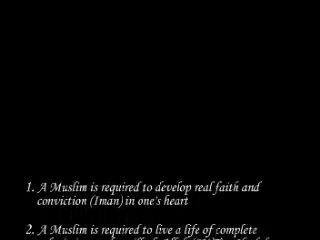 1. A Muslim is required to develop real faith and
conviction (Iman) in one's heart
2. A Muslim is required to live a life of complete